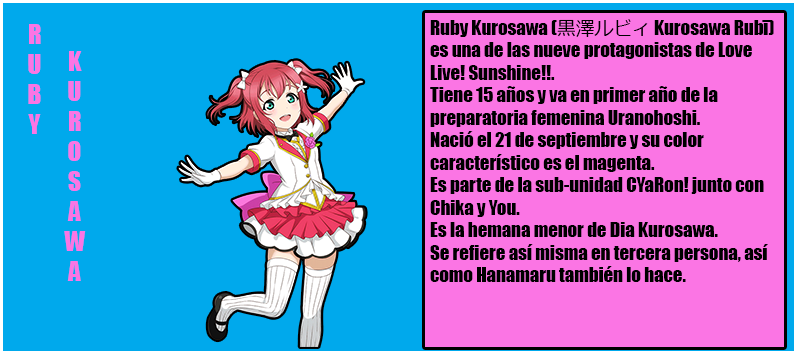 RUBY
KUROSAWA
Ruby Kurosawa (黒澤ルビィ Kurosawa Rubī)
es una de las nueve protagonistas de Love
Live! Sunshine!!.
Tiene 15 años y va en primer año de la
preparatoria femenina Uranohoshi.
Nació el 21 de septiembre y su color
característico es el magenta.
Es parte de la sub-unidad CYaRon! junto con
Chika y You.
Es la hemana menor de Dia Kurosawa.
Se refiere así misma en tercera persona, así
como Hanamaru también lo hace.